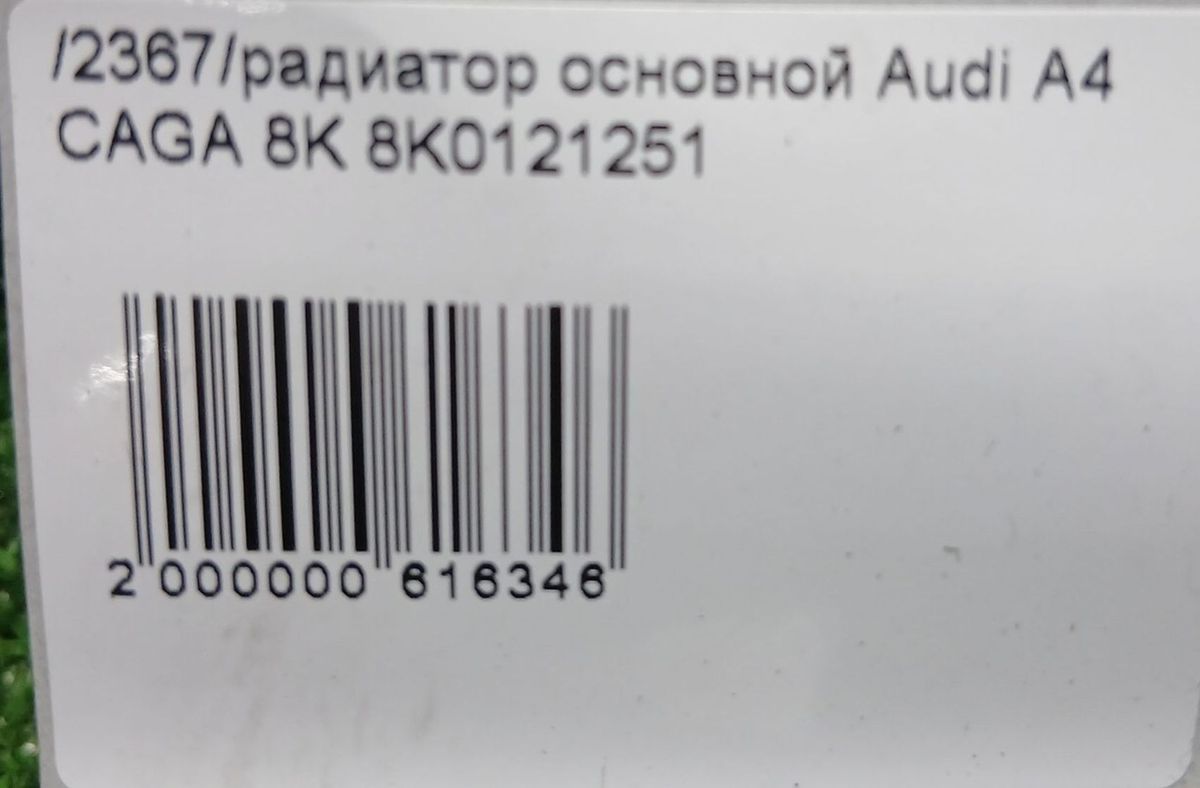 /2367/радиатор основной Audi A4
CAGA 8K 8K0121251
2 000000 616346